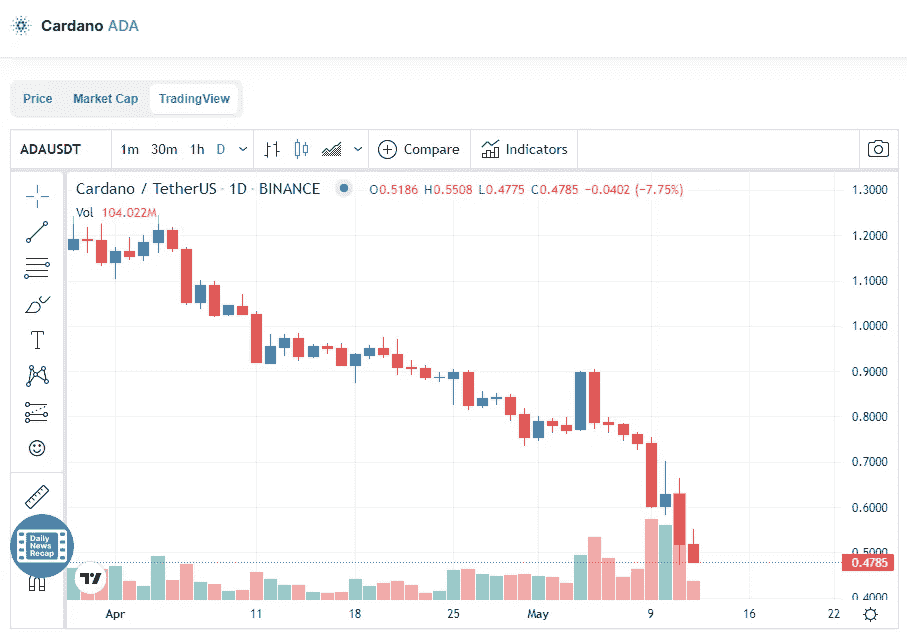 Cardano ADA
Price Market Cap TradingView
ADAUSDT 1m 30m 1h D Compare Indicators
Cardano / TetherUS · 1D · BINANCE O0.5186 H0.5508 L0.4775 C0.4785 −0.0402 (−7.75%)
Vol 104.022M
1.3000
1.2000
1.1000
1.0000
0.9000
0.8000
0.7000
0.6000
0.5000
0.4785
0.4000
Daily
News
Recap
Apr 11 18 25 May 9 16 22